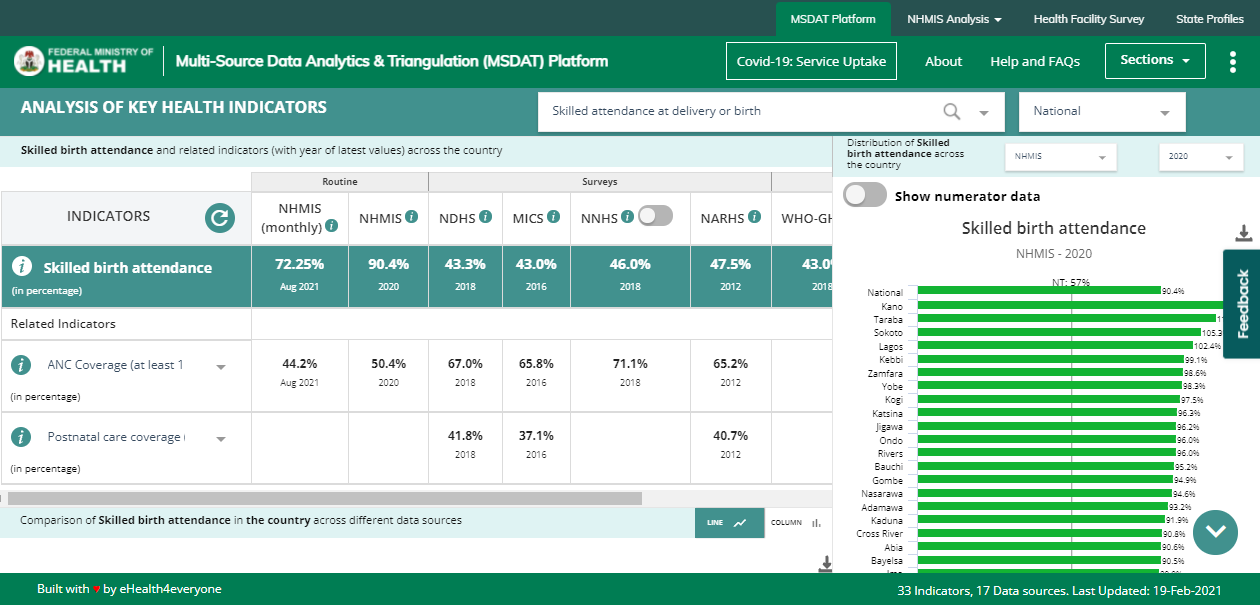 MSDAT Platform
NHMIS Analysis
Health Facility Survey
State Profiles
FEDERAL MINISTRY OF
HEALTH
Multi-Source Data Analytics & Triangulation (MSDAT) Platform
Covid-19: Service Uptake
About
Help and FAQs
Sections
ANALYSIS OF KEY HEALTH INDICATORS
Skilled attendance at delivery or birth
National
Skilled birth attendance and related indicators (with year of latest values) across the country
Routine
Surveys
INDICATORS
NHMIS
(monthly)
NHMIS
NDHS
MICS
NNHS
NARHS
WHO-GH
Skilled birth attendance
(in percentage)
72.25%
Aug 2021
90.4%
2020
43.3%
2018
43.0%
2016
46.0%
2018
47.5%
2012
43.0%
2018
Related Indicators
ANC Coverage (at least 1
(in percentage)
44.2%
Aug 2021
50.4%
2020
67.0%
2018
65.8%
2016
71.1%
2018
65.2%
2012
Postnatal care coverage (
(in percentage)
41.8%
2018
37.1%
2016
40.7%
2012
Comparison of Skilled birth attendance in the country across different data sources
LINE
COLUMN
Distribution of Skilled
birth attendance across
the country
NHMIS
2020
Show numerator data
Skilled birth attendance
NHMIS - 2020
NT: 57%
National 90.4%
Kano
Taraba
Sokoto 105.3
Lagos 102.4%
Kebbi 99.1%
Zamfara 98.6%
Yobe 98.3%
Kogi 97.5%
Katsina 96.3%
Jigawa 96.2%
Ondo 96.0%
Rivers 96.0%
Bauchi 95.2%
Gombe 94.9%
Nasarawa 94.6%
Adamawa 93.2%
Kaduna 91.9%
Cross River 90.8%
Abia 90.6%
Bayelsa 90.5%
Feedback
Built with ♥ by eHealth4everyone
33 Indicators, 17 Data sources. Last Updated: 19-Feb-2021